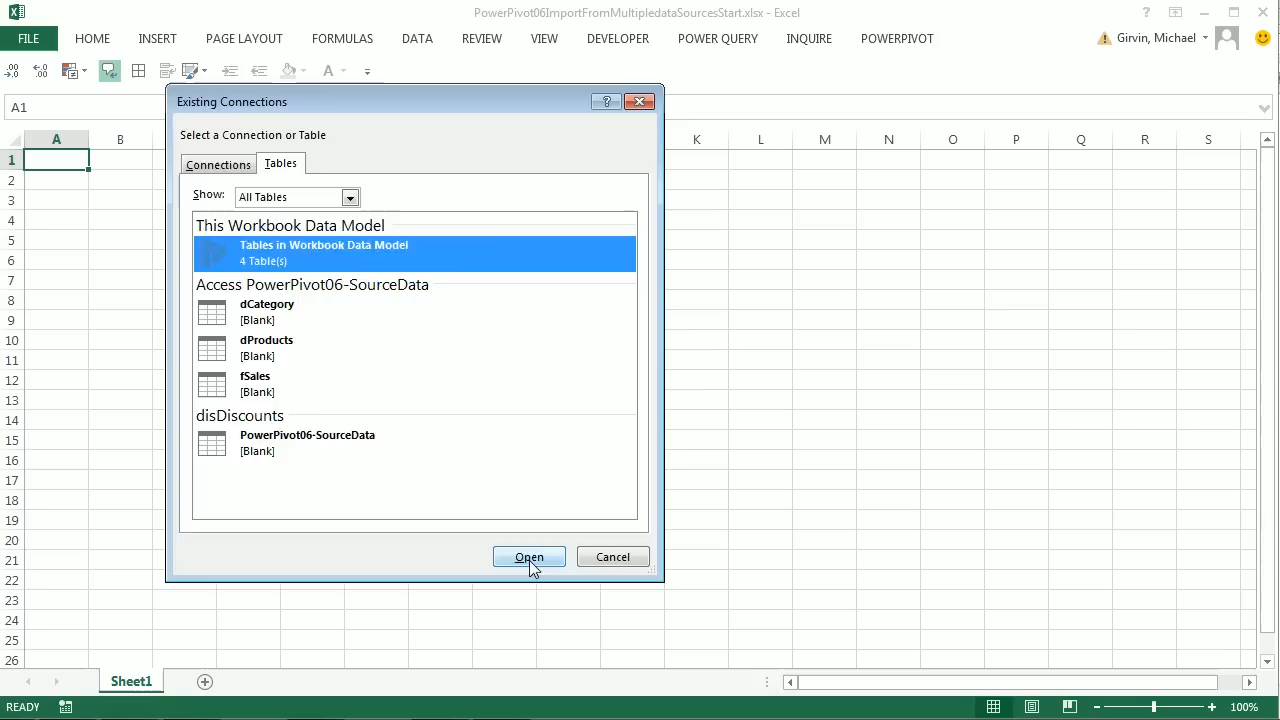 PowerPivot06ImportFromMultipledataSourcesStart.xlsx - Excel
FILE HOME INSERT PAGE LAYOUT FORMULAS DATA REVIEW VIEW DEVELOPER POWER QUERY INQUIRE POWERPIVOT Girvin, Michael
A1
Existing Connections
Select a Connection or Table
Connections Tables
Show: All Tables
This Workbook Data Model
Tables in Workbook Data Model
4 Table(s)
Access PowerPivot06-SourceData
dCategory
[Blank]
dProducts
[Blank]
fSales
[Blank]
disDiscounts
PowerPivot06-SourceData
[Blank]
Open Cancel
A B K L M N O P Q R S
1
2
3
4
5
6
7
8
9
10
11
12
13
14
15
16
17
18
19
20
21
22
23
24
25
26
Sheet1
READY 100%